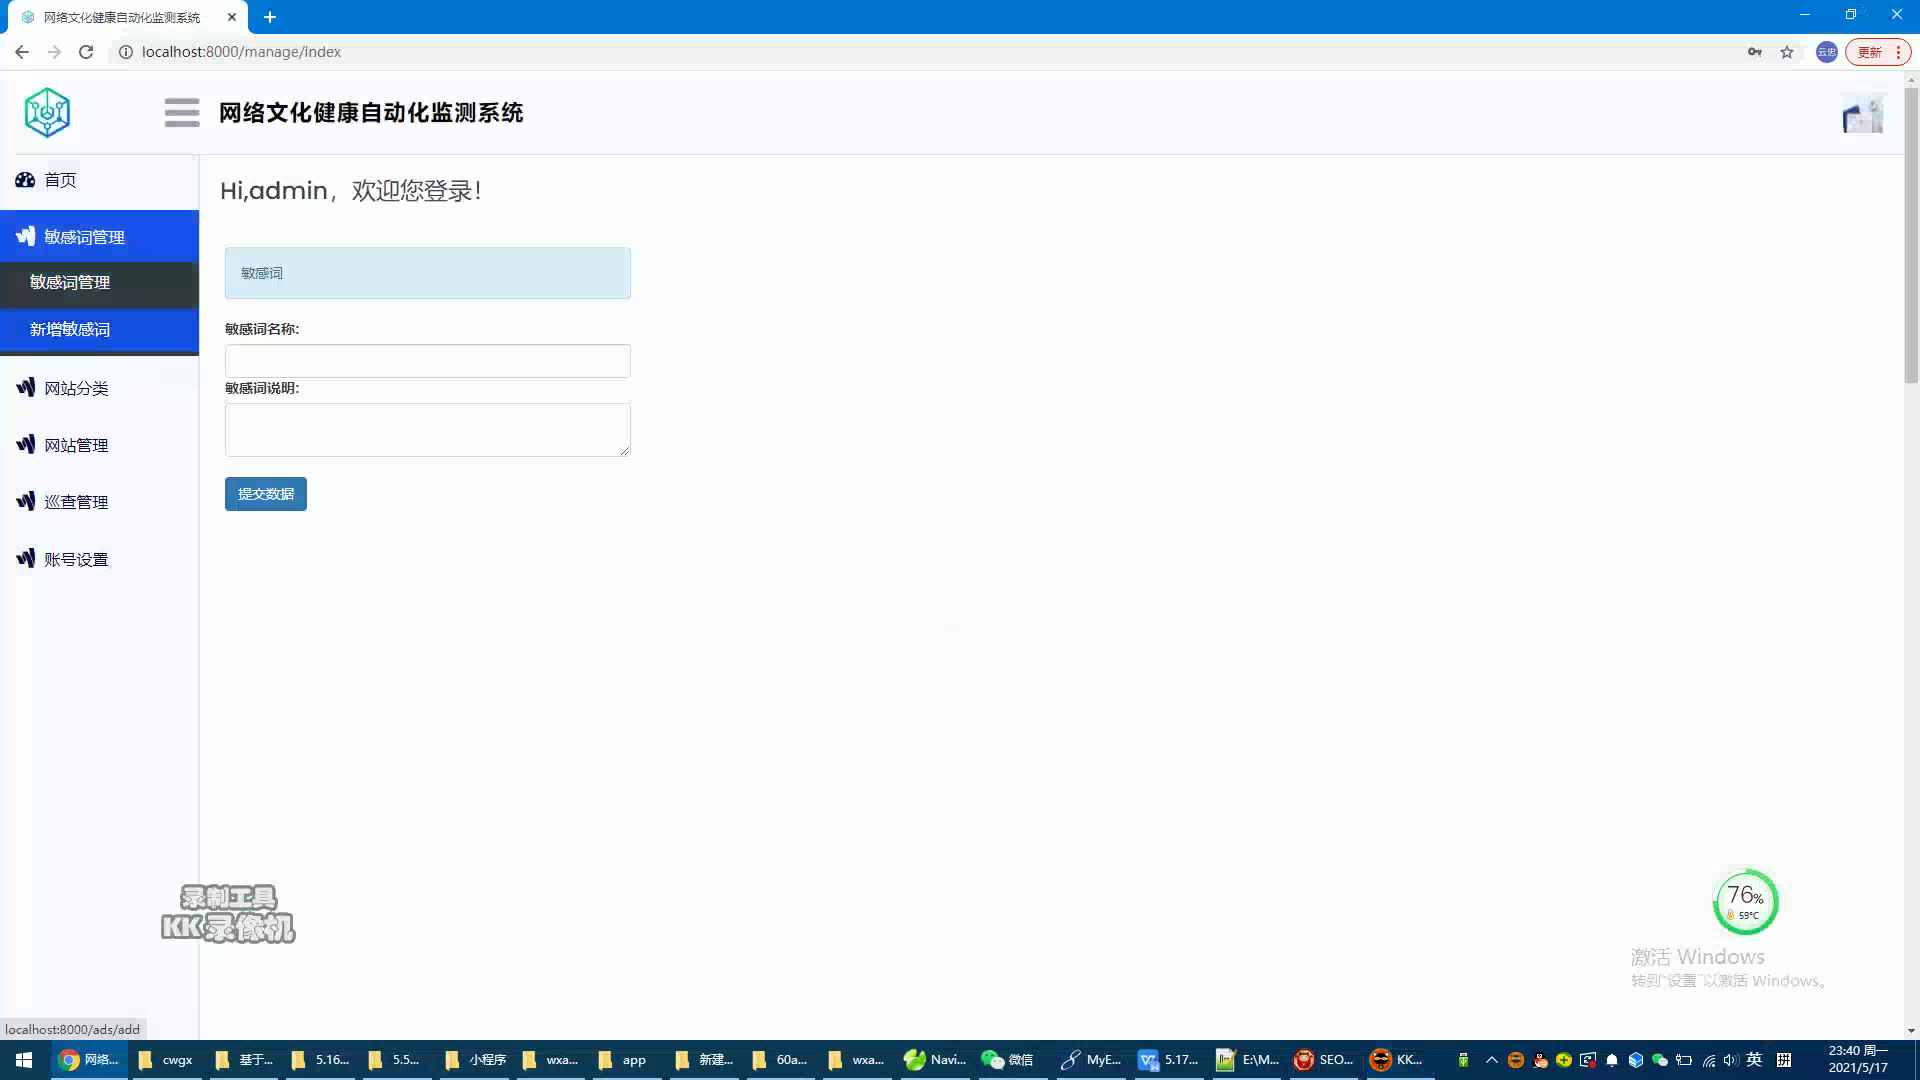 网络文化健康自动化监测系统
localhost:8000/manage/index
云忠
更新
网络文化健康自动化监测系统
首页
敏感词管理
敏感词管理
新增敏感词
网站分类
网站管理
巡查管理
账号设置
Hi,admin，欢迎您登录！
敏感词
敏感词名称:
敏感词说明:
提交数据
录制工具
KK录像机
76%
59°C
激活 Windows
转到"设置"以激活 Windows。
localhost:8000/ads/add
网络...
cwgx
基于...
5.16...
5.5...
小程序
wxa...
app
新建...
60a...
wxa...
Navi...
微信
MyE...
5.17...
E:\M...
SEO...
KK...
英
拼
23:40 周一
2021/5/17